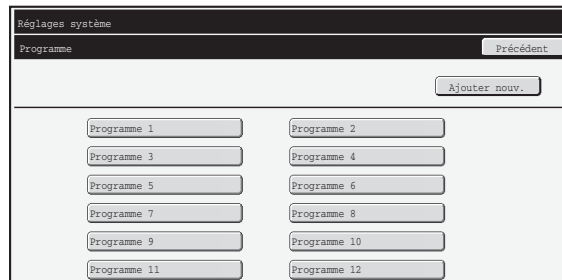 Réglages système
Programme
Précédent
Ajouter nouv.
Programme 1
Programme 2
Programme 3
Programme 4
Programme 5
Programme 6
Programme 7
Programme 8
Programme 9
Programme 10
Programme 11
Programme 12